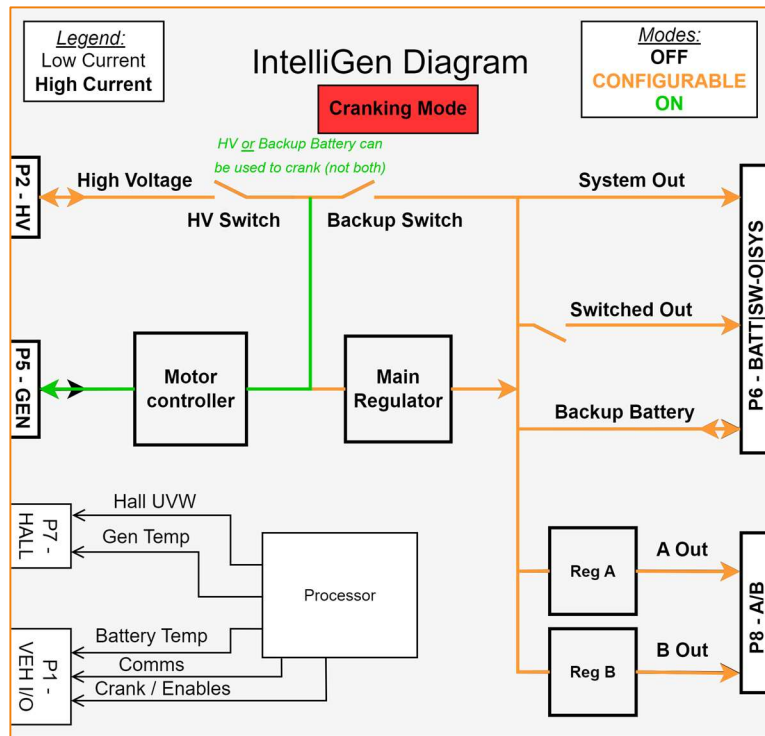 Legend:
Low Current
High Current
IntelliGen Diagram
Cranking Mode
Modes:
OFF
CONFIGURABLE
ON
HV or Backup Battery can
be used to crank (not both)
P2 - HV
High Voltage
HV Switch
Backup Switch
System Out
Switched Out
Backup Battery
P6 - BATT|SW-O|SYS
P5 - GEN
Motor
controller
Main
Regulator
Hall UVW
Gen Temp
P7 -
HALL
Processor
Battery Temp
Comms
Crank / Enables
P1 -
VEH I/O
Reg A
A Out
Reg B
B Out
P8 - A/B